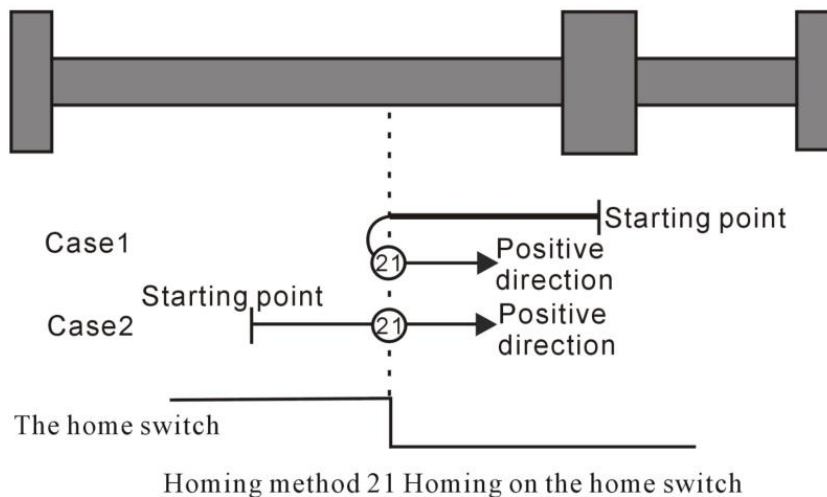 Case1
Starting point
21
Positive
direction
Starting point
Case2
21
Positive
direction
The home switch
Homing method 21 Homing on the home switch